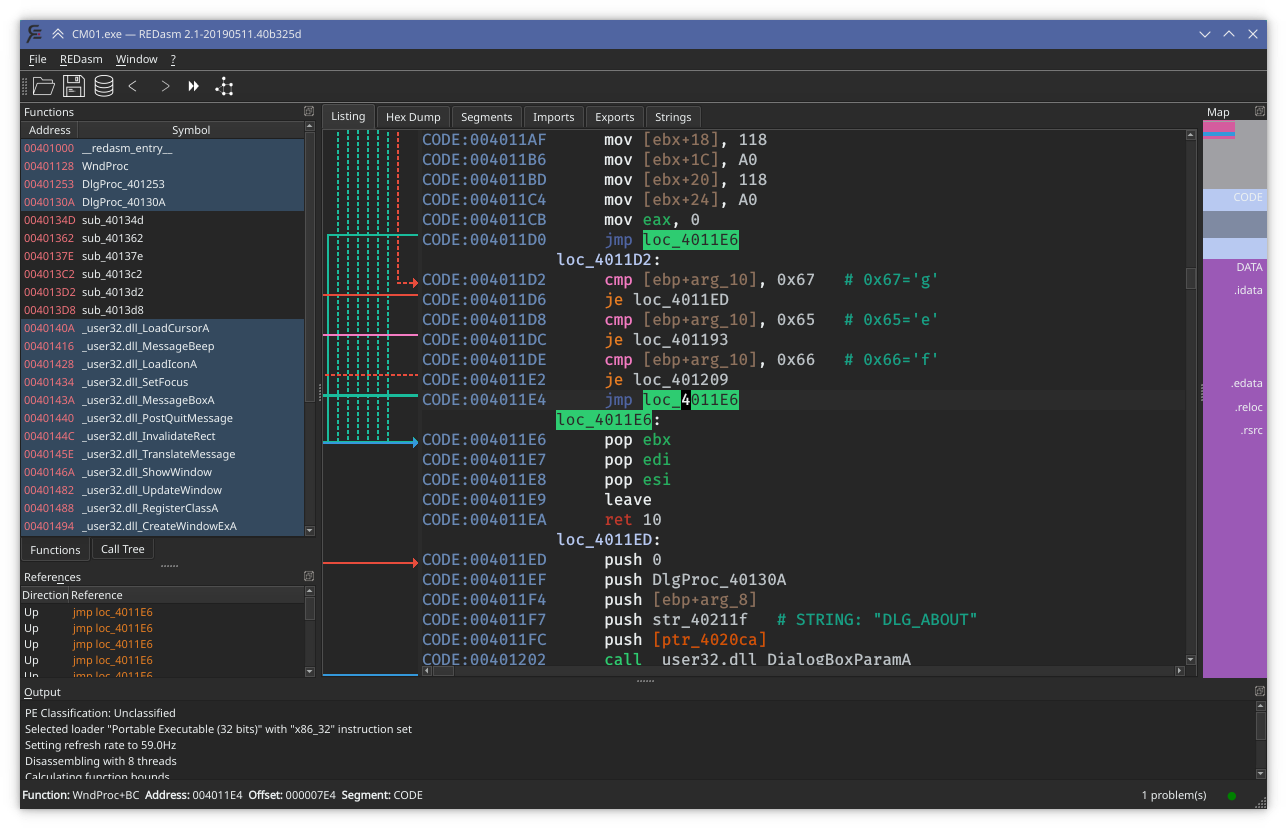 CM01.exe — REDasm 2.1-20190511.40b325d
File REDasm Window ?
Functions
Address Symbol
00401000 __redasm_entry__
00401128 WndProc
00401253 DlgProc_401253
0040130A DlgProc_40130A
0040134D sub_40134d
00401362 sub_401362
0040137E sub_40137e
004013C2 sub_4013c2
004013D2 sub_4013d2
004013D8 sub_4013d8
0040140A _user32.dll_LoadCursorA
00401416 _user32.dll_MessageBeep
00401428 _user32.dll_LoadIconA
00401434 _user32.dll_SetFocus
0040143A _user32.dll_MessageBoxA
00401440 _user32.dll_PostQuitMessage
0040144C _user32.dll_InvalidateRect
0040145E _user32.dll_TranslateMessage
0040146A _user32.dll_ShowWindow
00401482 _user32.dll_UpdateWindow
00401488 _user32.dll_RegisterClassA
00401494 _user32.dll_CreateWindowExA
Functions Call Tree
References
Direction Reference
Up jmp loc_4011E6
Up jmp loc_4011E6
Up jmp loc_4011E6
Up jmp loc_4011E6
Up jmp loc_4011E6
Listing Hex Dump Segments Imports Exports Strings
CODE:004011AF mov [ebx+18], 118
CODE:004011B6 mov [ebx+1C], A0
CODE:004011BD mov [ebx+20], 118
CODE:004011C4 mov [ebx+24], A0
CODE:004011CB mov eax, 0
CODE:004011D0 jmp loc_4011E6
loc_4011D2:
CODE:004011D2 cmp [ebp+arg_10], 0x67 # 0x67='g'
CODE:004011D6 je loc_4011ED
CODE:004011D8 cmp [ebp+arg_10], 0x65 # 0x65='e'
CODE:004011DC je loc_401193
CODE:004011DE cmp [ebp+arg_10], 0x66 # 0x66='f'
CODE:004011E2 je loc_401209
CODE:004011E4 jmp loc_4011E6
loc_4011E6:
CODE:004011E6 pop ebx
CODE:004011E7 pop edi
CODE:004011E8 pop esi
CODE:004011E9 leave
CODE:004011EA ret 10
loc_4011ED:
CODE:004011ED push 0
CODE:004011EF push DlgProc_40130A
CODE:004011F4 push [ebp+arg_8]
CODE:004011F7 push str_40211f # STRING: "DLG_ABOUT"
CODE:004011FC push [ptr_4020ca]
CODE:00401202 call _user32.dll_DialogBoxParamA
Map
CODE
DATA
.idata
.edata
.reloc
.rsrc
Output
PE Classification: Unclassified
Selected loader "Portable Executable (32 bits)" with "x86_32" instruction set
Setting refresh rate to 59.0Hz
Disassembling with 8 threads
Calculating function bounds
Function: WndProc+BC Address: 004011E4 Offset: 000007E4 Segment: CODE
1 problem(s)